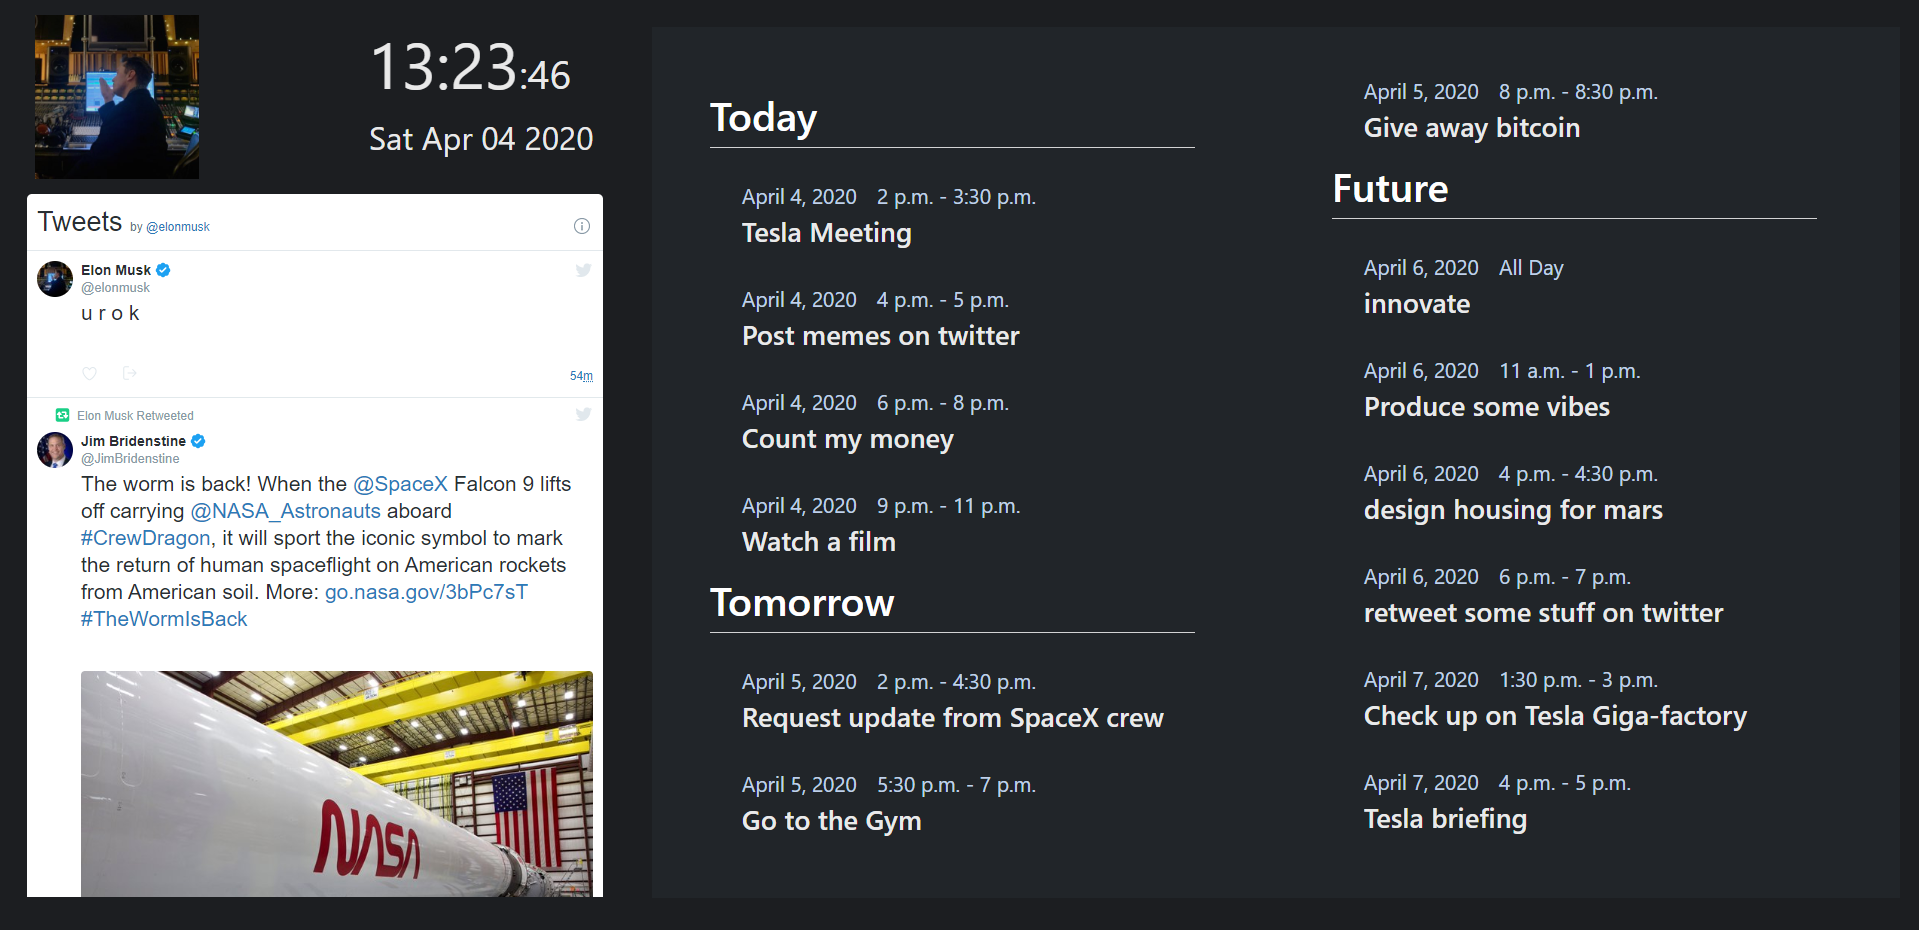 13:23:46
Sat Apr 04 2020
Tweets by @elonmusk
Elon Musk
@elonmusk
u r o k
54m
Elon Musk Retweeted
Jim Bridenstine
@JimBridenstine
The worm is back! When the @SpaceX Falcon 9 lifts
off carrying @NASA_Astronauts aboard
#CrewDragon, it will sport the iconic symbol to mark
the return of human spaceflight on American rockets
from American soil. More: go.nasa.gov/3bPc7sT
#TheWormIsBack
NASA
Today
April 4, 2020 2 p.m. - 3:30 p.m.
Tesla Meeting
April 4, 2020 4 p.m. - 5 p.m.
Post memes on twitter
April 4, 2020 6 p.m. - 8 p.m.
Count my money
April 4, 2020 9 p.m. - 11 p.m.
Watch a film
Tomorrow
April 5, 2020 2 p.m. - 4:30 p.m.
Request update from SpaceX crew
April 5, 2020 5:30 p.m. - 7 p.m.
Go to the Gym
April 5, 2020 8 p.m. - 8:30 p.m.
Give away bitcoin
Future
April 6, 2020 All Day
innovate
April 6, 2020 11 a.m. - 1 p.m.
Produce some vibes
April 6, 2020 4 p.m. - 4:30 p.m.
design housing for mars
April 6, 2020 6 p.m. - 7 p.m.
retweet some stuff on twitter
April 7, 2020 1:30 p.m. - 3 p.m.
Check up on Tesla Giga-factory
April 7, 2020 4 p.m. - 5 p.m.
Tesla briefing